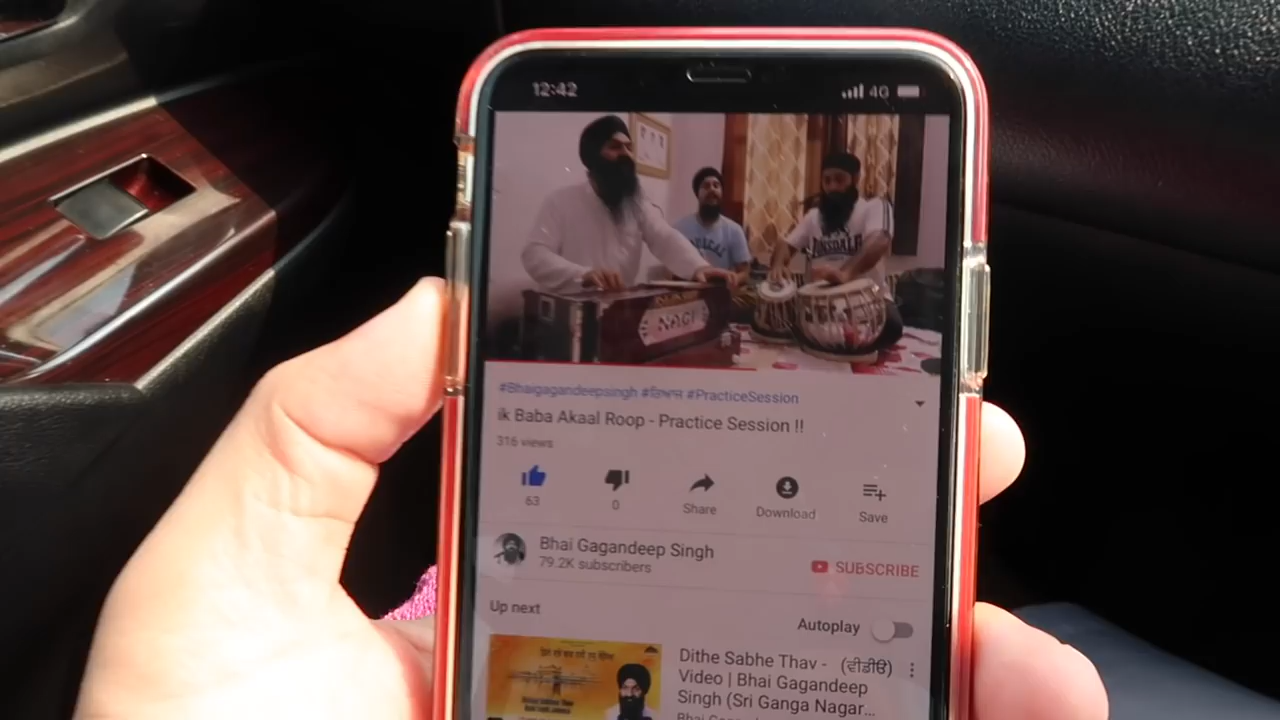 12:42
4G
LONSDALE
NAGI
#Bhaigagandeepsingh #ਰਿਆਜ਼ #PracticeSession
ik Baba Akaal Roop - Practice Session !!
316 views
63
0
Share
Download
Save
Bhai Gagandeep Singh
79.2K subscribers
SUBSCRIBE
Up next
Autoplay
Dithe Sabhe Thav - (ਵੀਡੀਓ)
Video | Bhai Gagandeep
Singh (Sri Ganga Nagar...